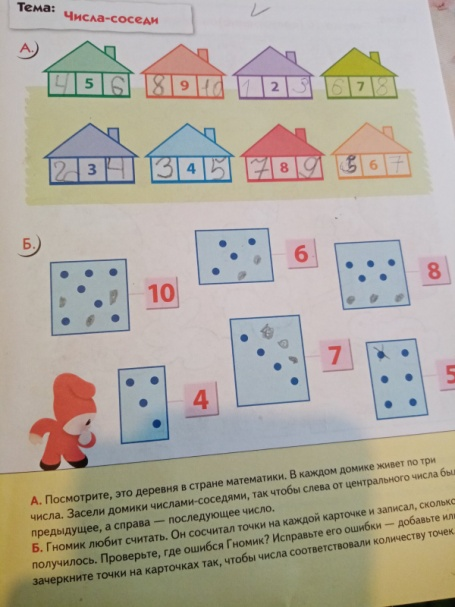 Тема:
Числа-соседи
А.
4 5 6
8 9 10
1 2 3
6 7 8
2 3 4
3 4 5
7 8 9
5 6 7
Б.
10
6
8
4
7
5
А. Посмотрите, это деревня в стране математики. В каждом домике живет по три
числа. Засели домики числами-соседями, так чтобы слева от центрального числа бы
предыдущее, а справа — последующее число.
Б. Гномик любит считать. Он сосчитал точки на каждой карточке и записал, сколько
получилось. Проверьте, где ошибся Гномик? Исправьте его ошибки — добавьте или
зачеркните точки на карточках так, чтобы числа соответствовали количеству точек.